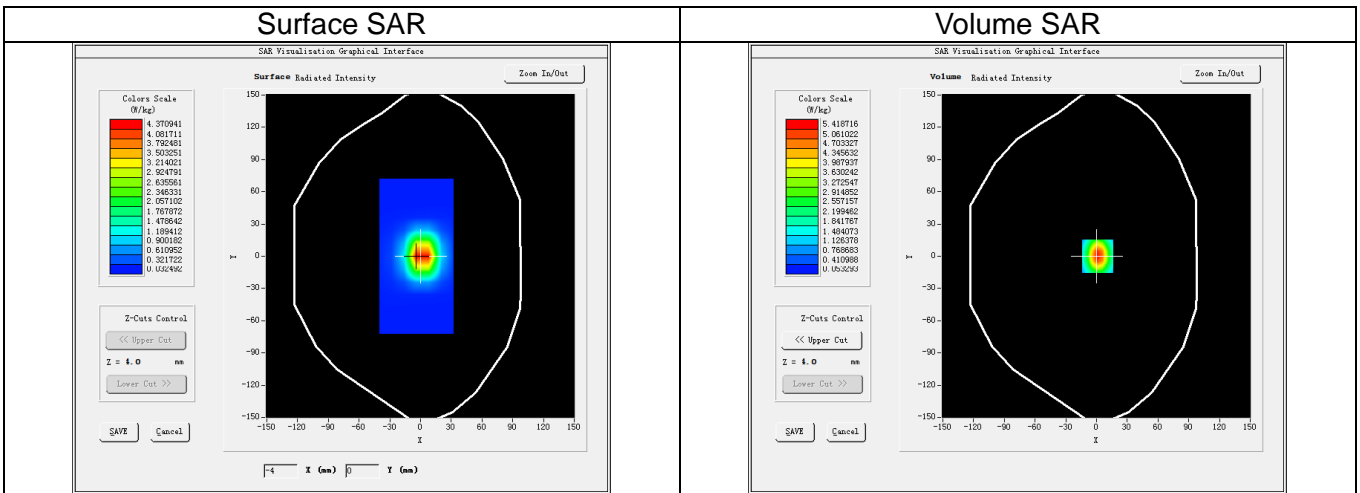 Surface SAR
Volume SAR
SAR Visualisation Graphical Interface
Surface Radiated Intensity
Zoom In/Out
Colors Scale
(W/kg)
4.370941
4.081711
3.792481
3.503251
3.214021
2.924791
2.635561
2.346331
2.057102
1.767872
1.478642
1.189412
0.900182
0.610952
0.321722
0.032492
150
120
90
60
30
Y
0
-30
-60
-90
-120
-150
-150 -120 -90 -60 -30 0 30 60 90 120 150
X
Z-Cuts Control
<< Upper Cut
Z = 4.0 mm
Lower Cut >>
SAVE
Cancel
-4 X (mm) 0 Y (mm)
SAR Visualisation Graphical Interface
Volume Radiated Intensity
Zoom In/Out
Colors Scale
(W/kg)
5.418716
5.061022
4.703327
4.345632
3.987937
3.630242
3.272547
2.914852
2.557157
2.199462
1.841767
1.484073
1.126378
0.768683
0.410988
0.053293
150
120
90
60
30
Y
0
-30
-60
-90
-120
-150
-150 -120 -90 -60 -30 0 30 60 90 120 150
X
Z-Cuts Control
<< Upper Cut
Z = 4.0 mm
Lower Cut >>
SAVE
Cancel